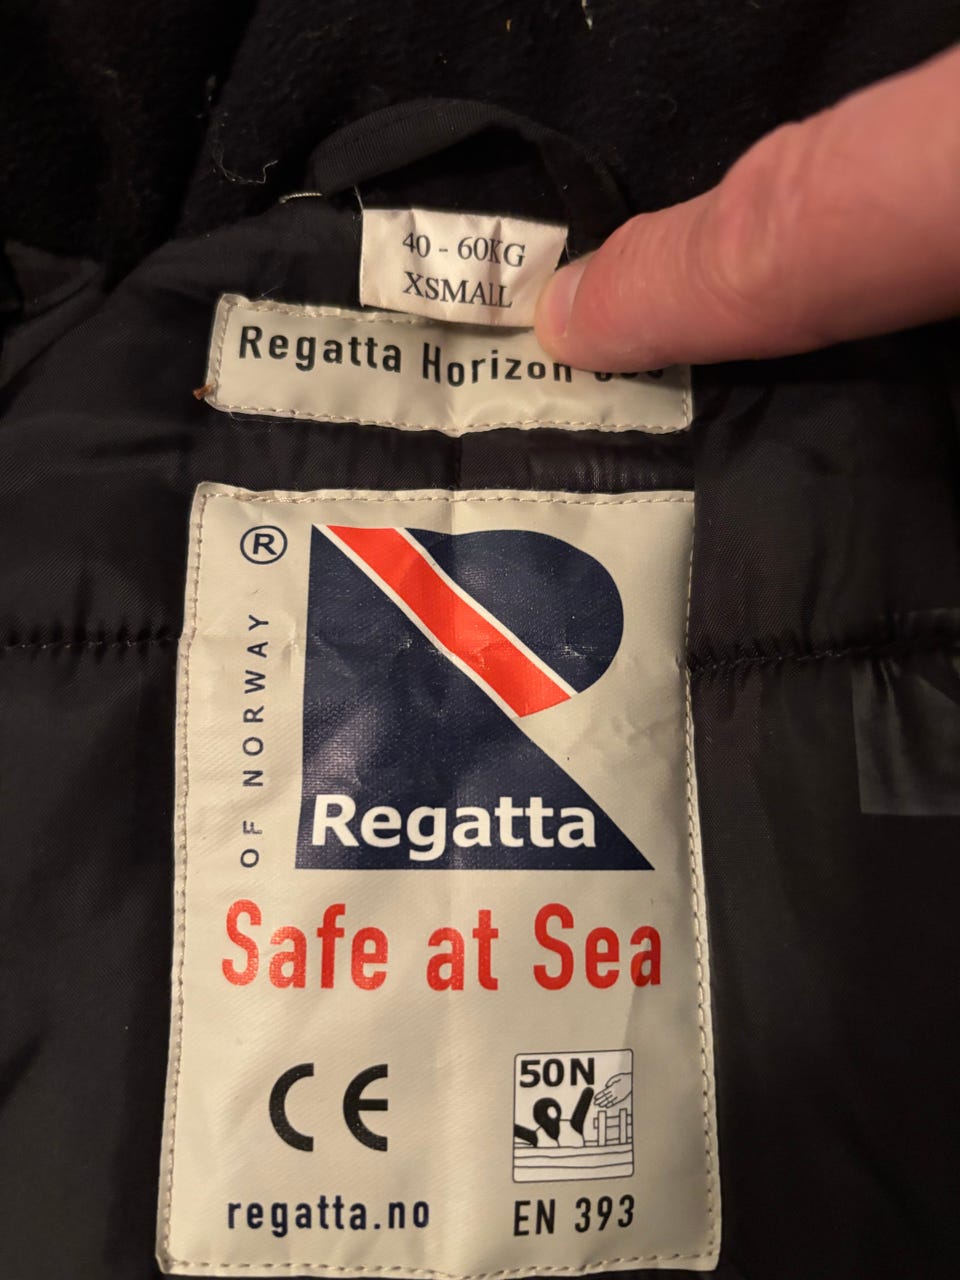 40 - 60KG
XSMALL
Regatta Horizon
®
OF NORWAY
Regatta
Safe at Sea
CE
50N
regatta.no
EN 393